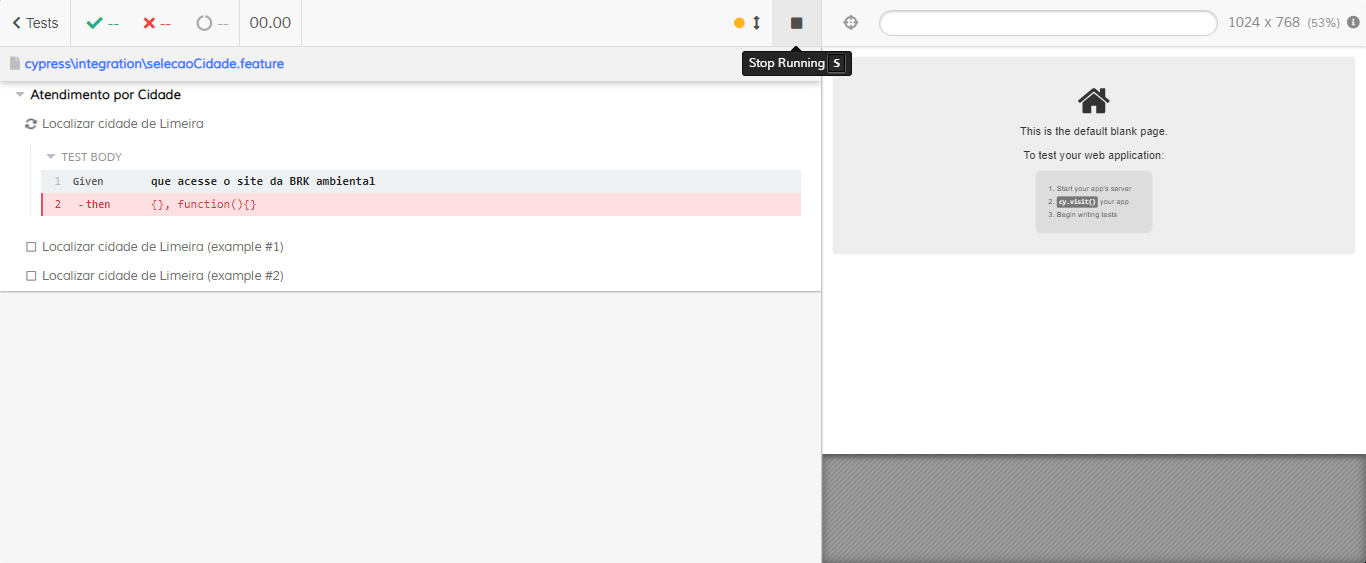 Tests -- -- -- 00.00
Stop Running S
1024 x 768 (53%)
cypress\integration\selecaoCidade.feature
Atendimento por Cidade
Localizar cidade de Limeira
TEST BODY
1 Given que acesse o site da BRK ambiental
2 -then {}, function(){}
Localizar cidade de Limeira (example #1)
Localizar cidade de Limeira (example #2)
This is the default blank page.
To test your web application:
1. Start your app's server
2. cy.visit() your app
3. Begin writing tests